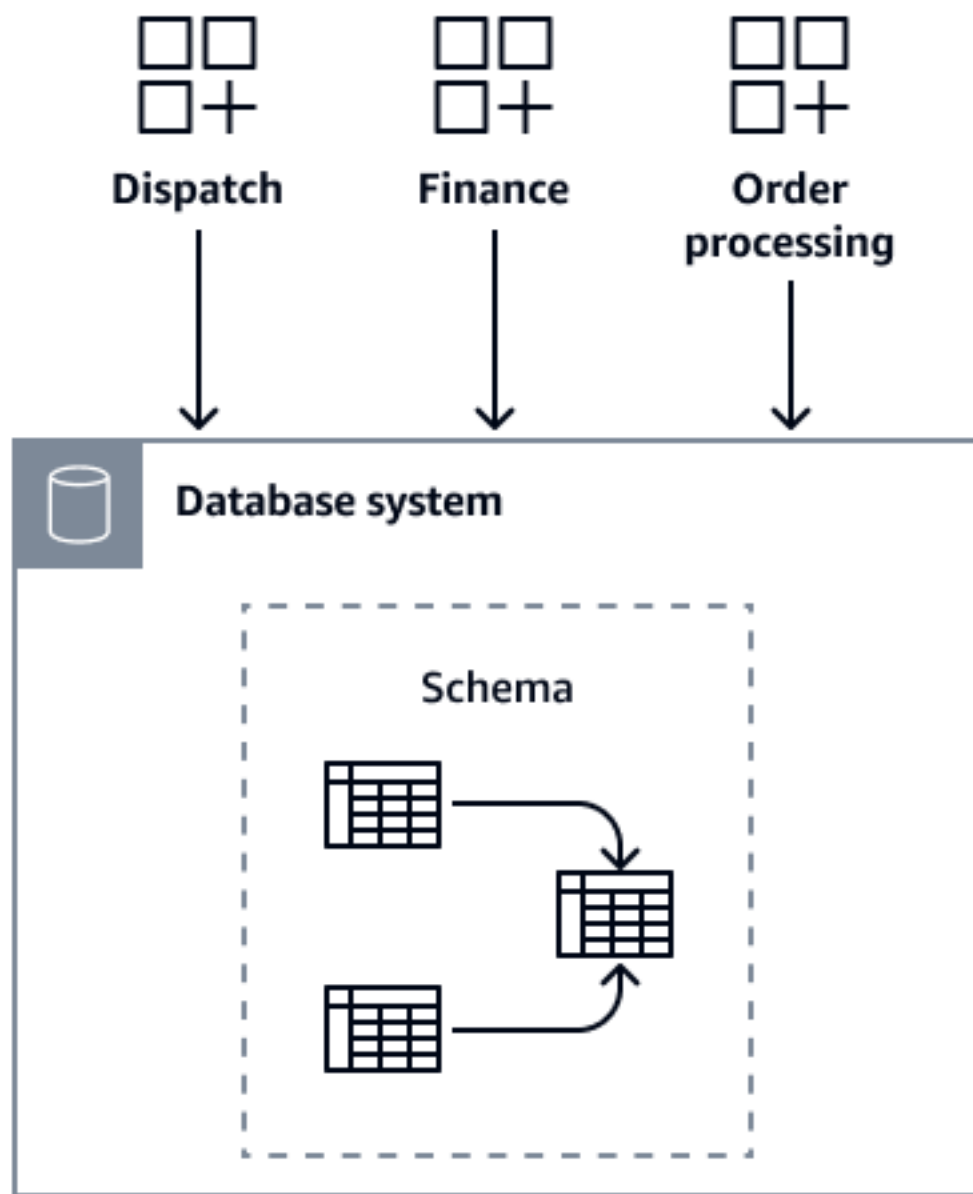 Dispatch
Finance
Order
processing
Database system
Schema